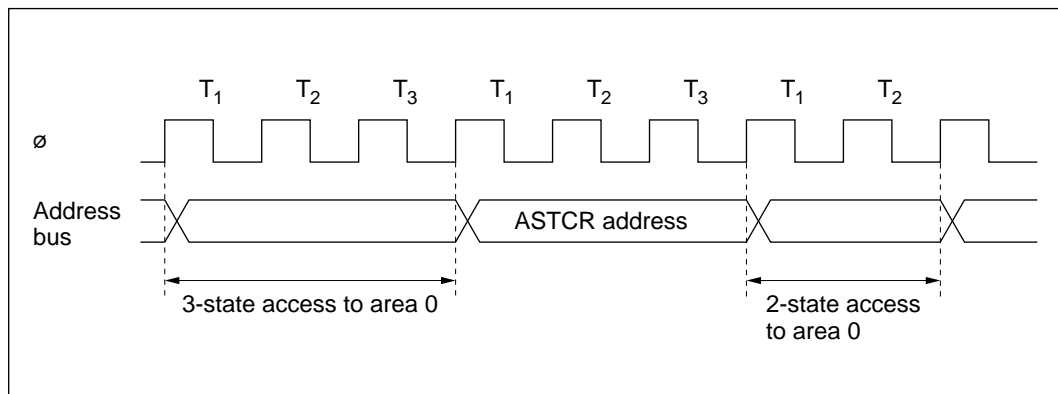 T1 T2 T3 T1 T2 T3 T1 T2
ø
Address
bus
ASTCR address
3-state access to area 0
2-state access
to area 0